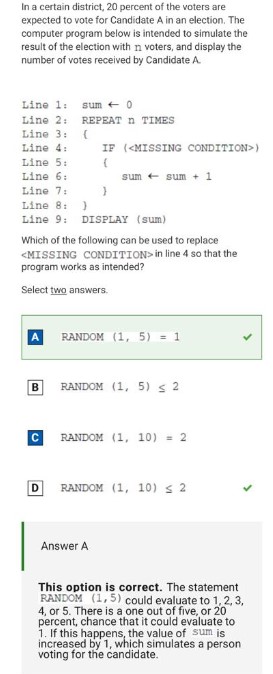 In a certain district, 20 percent of the voters are
expected to vote for Candidate A in an election. The
computer program below is intended to simulate the
result of the election with n voters, and display the
number of votes received by Candidate A.
Line 1: sum ← 0
Line 2: REPEAT n TIMES
Line 3: {
Line 4: IF (<MISSING CONDITION>)
Line 5: {
Line 6: sum ← sum + 1
Line 7: }
Line 8: }
Line 9: DISPLAY (sum)
Which of the following can be used to replace
<MISSING CONDITION> in line 4 so that the
program works as intended?
Select two answers.
A RANDOM (1, 5) = 1
B RANDOM (1, 5) ≤ 2
C RANDOM (1, 10) = 2
D RANDOM (1, 10) ≤ 2
Answer A
This option is correct. The statement
RANDOM (1,5) could evaluate to 1, 2, 3,
4, or 5. There is a one out of five, or 20
percent, chance that it could evaluate to
1. If this happens, the value of sum is
increased by 1, which simulates a person
voting for the candidate.